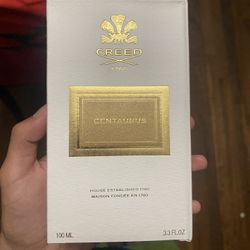 CREED
CENTAURUS
HOUSE ESTABLISHED 1760
MAISON FONDÉE EN 1760
100 ML
3.3 FL.OZ